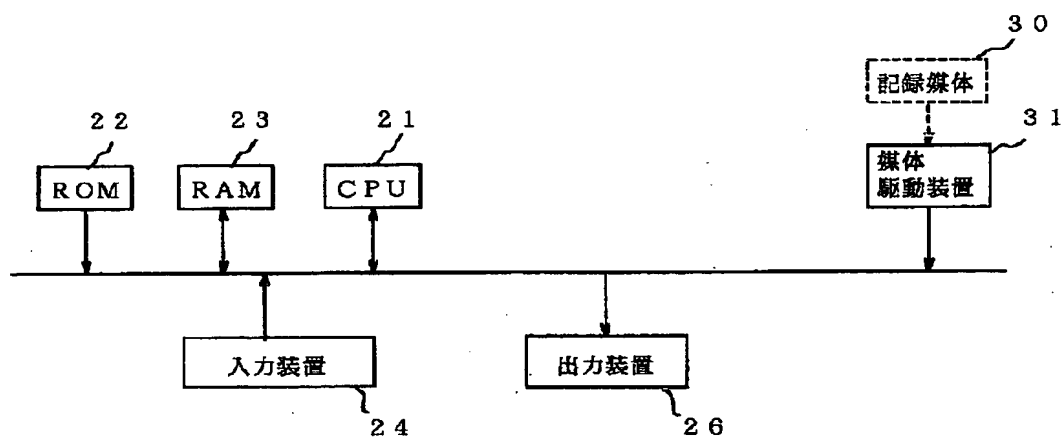 ３０
記録媒体
２２
２３
２１
３１
ＲＯＭ
ＲＡＭ
ＣＰＵ
媒体
駆動装置
入力装置
出力装置
２４
２６